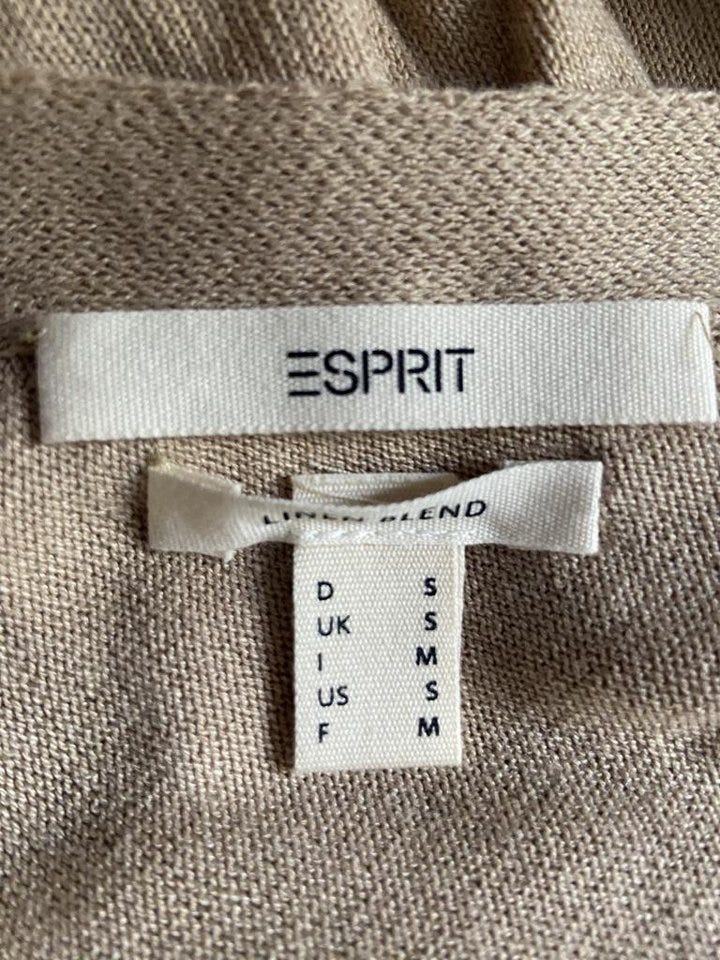 ESPRIT
LINEN BLEND
D S
UK S
I M
US S
F M